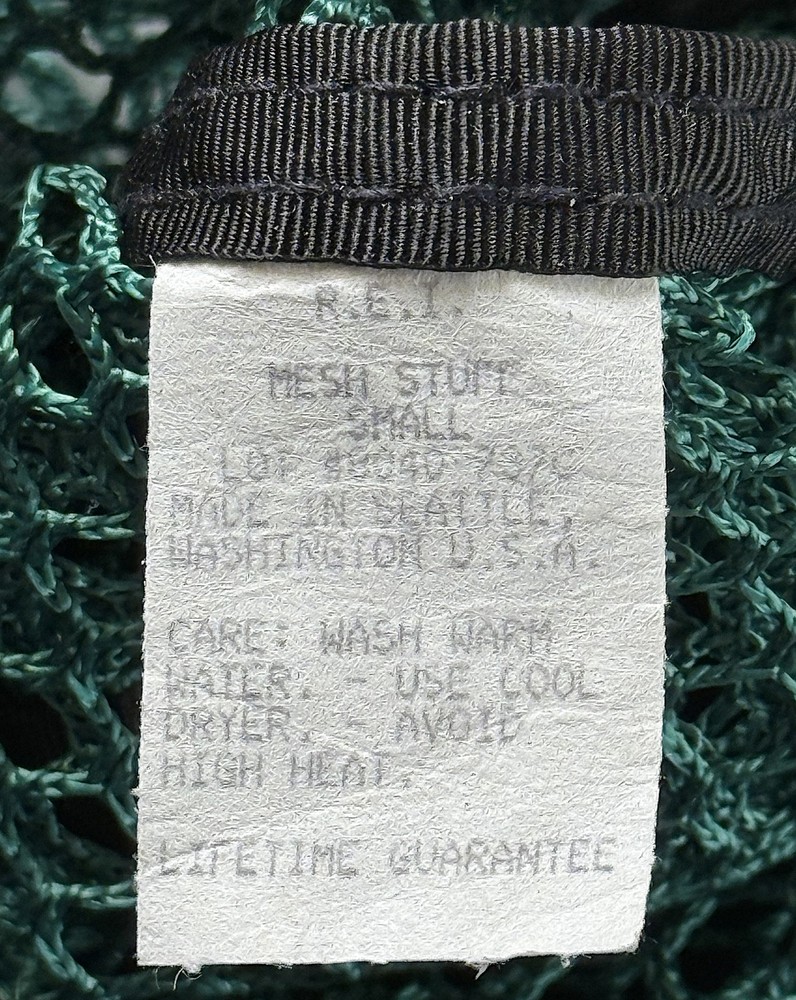 R.E.I.
MESH STUFF
SMALL
LOT
MADE IN SEATTLE,
WASHINGTON U.S.A.
CARE: WASH WARM
WATER. - USE COOL
DRYER. - AVOID
HIGH HEAT.
LIFETIME GUARANTEE